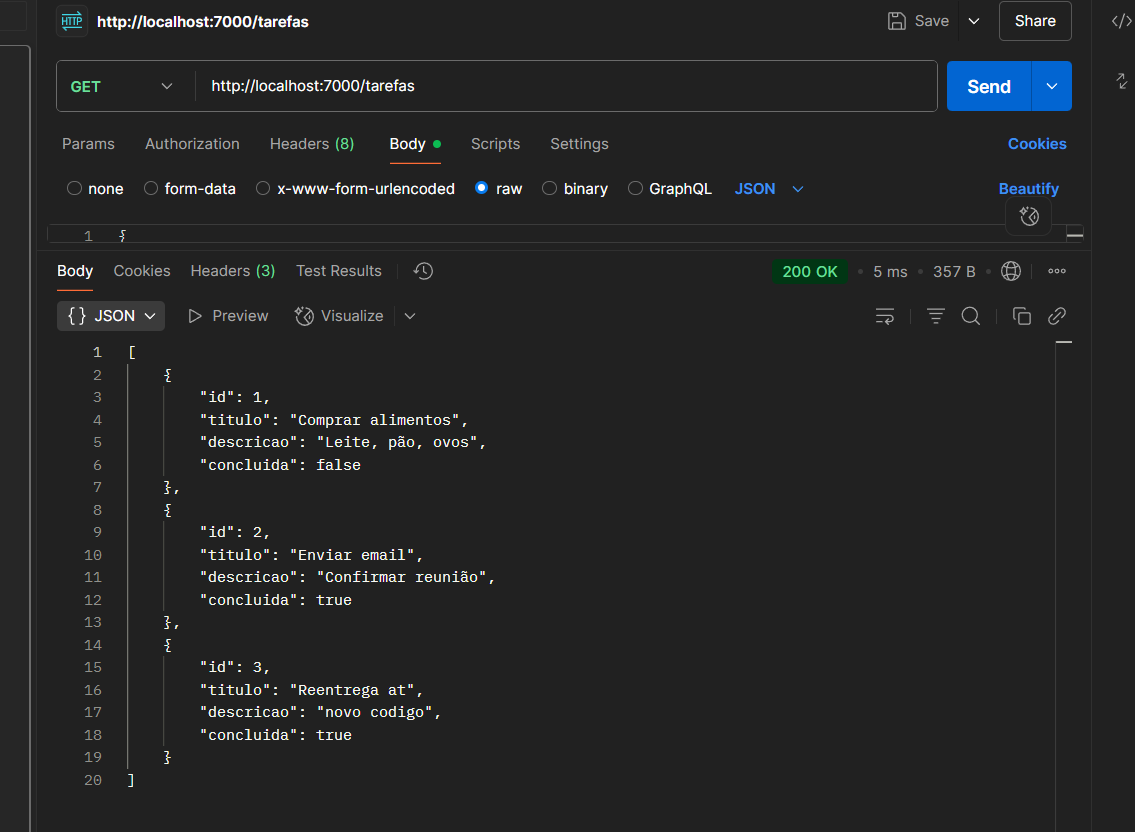 HTTP http://localhost:7000/tarefas Save Share
GET http://localhost:7000/tarefas Send
Params Authorization Headers (8) Body Scripts Settings Cookies
none form-data x-www-form-urlencoded raw binary GraphQL JSON Beautify
1 {
Body Cookies Headers (3) Test Results 200 OK 5 ms 357 B
{} JSON Preview Visualize
1 [
2 {
3 "id": 1,
4 "titulo": "Comprar alimentos",
5 "descricao": "Leite, pão, ovos",
6 "concluida": false
7 },
8 {
9 "id": 2,
10 "titulo": "Enviar email",
11 "descricao": "Confirmar reunião",
12 "concluida": true
13 },
14 {
15 "id": 3,
16 "titulo": "Reentrega at",
17 "descricao": "novo codigo",
18 "concluida": true
19 }
20 ]